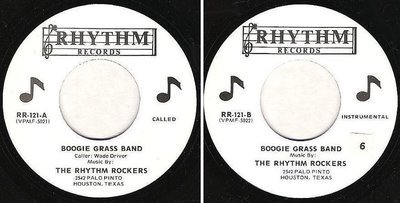 RHYTHM
RECORDS
RR-121-A
(VPMF-5021)
CALLED
BOOGIE GRASS BAND
Caller: Wade Driver
Music By:
THE RHYTHM ROCKERS
2542 PALO PINTO
HOUSTON, TEXAS
RHYTHM
RECORDS
RR-121-B
(VPMF-5022)
INSTRUMENTAL
6
BOOGIE GRASS BAND
Music By:
THE RHYTHM ROCKERS
2542 PALO PINTO
HOUSTON, TEXAS